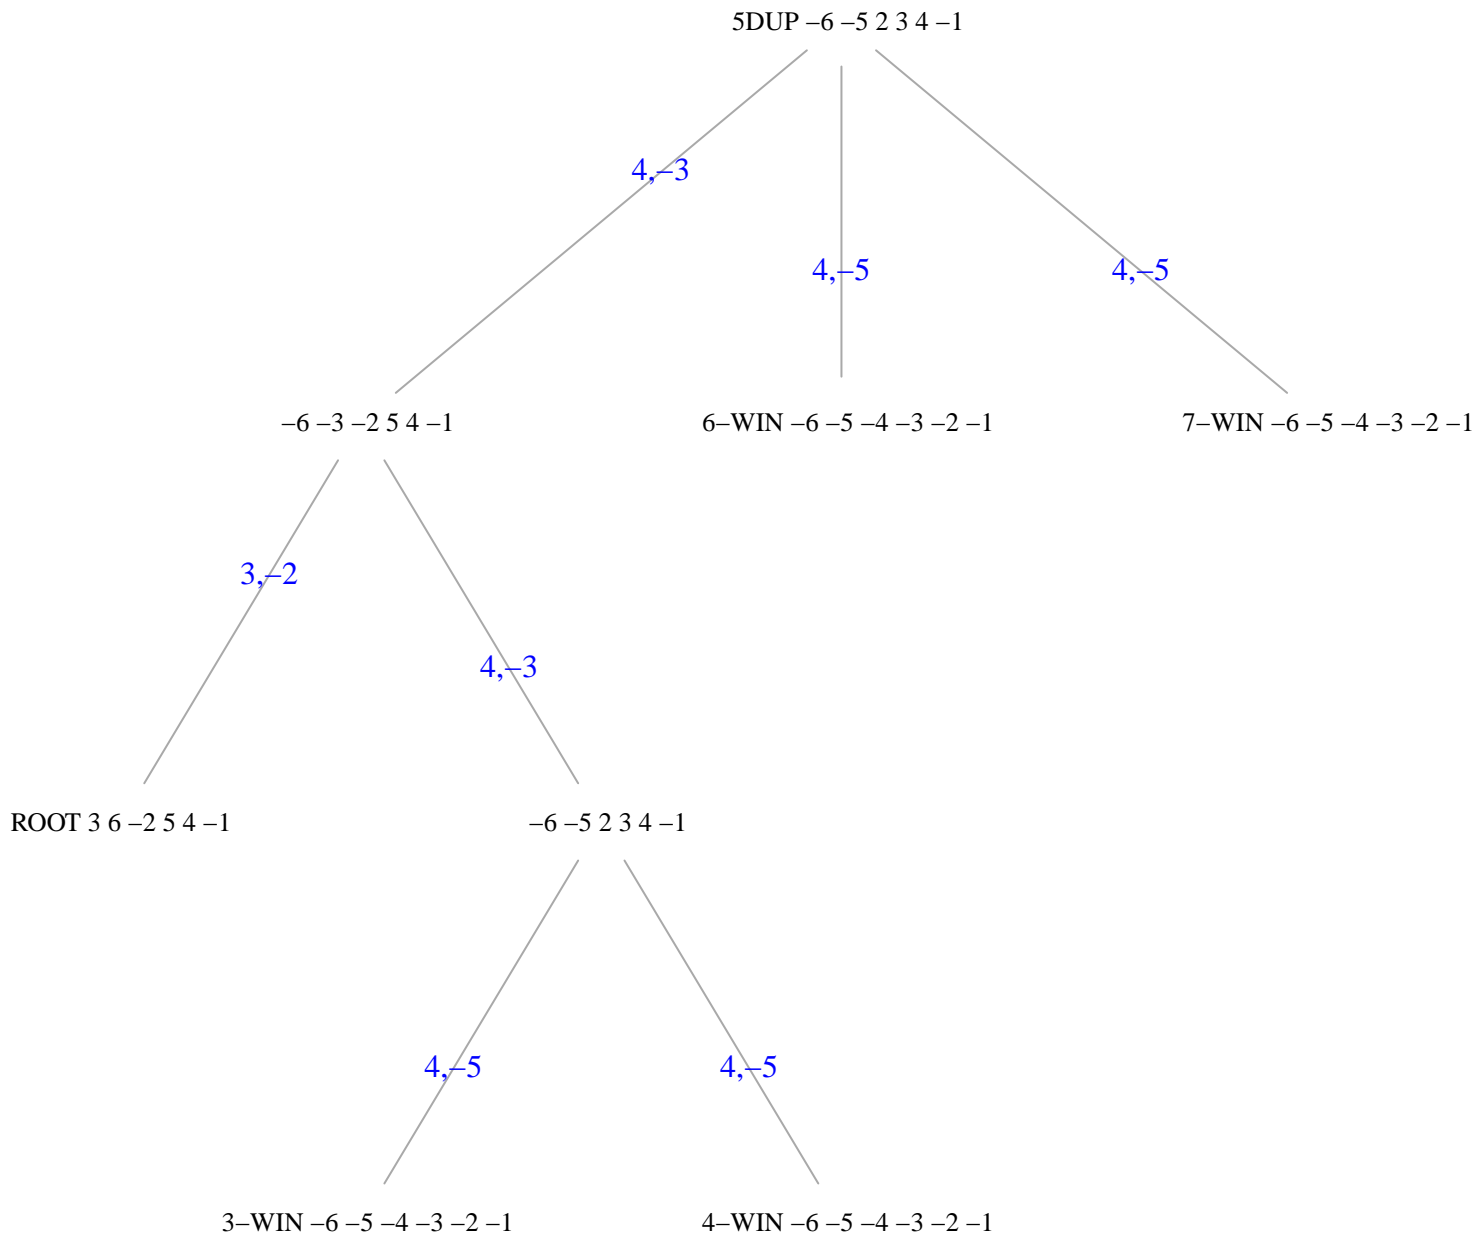 5DUP –6 –5 2 3 4 –1
4,–3
4,–5
4,–5
–6 –3 –2 5 4 –1
6–WIN –6 –5 –4 –3 –2 –1
7–WIN –6 –5 –4 –3 –2 –1
3,–2
4,–3
ROOT 3 6 –2 5 4 –1
–6 –5 2 3 4 –1
4,–5
4,–5
3–WIN –6 –5 –4 –3 –2 –1
4–WIN –6 –5 –4 –3 –2 –1